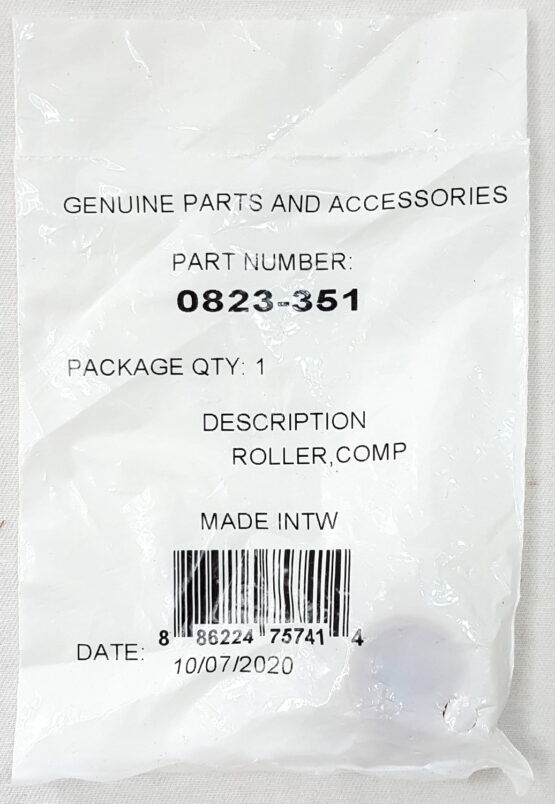 GENUINE PARTS AND ACCESSORIES
PART NUMBER:
0823-351
PACKAGE QTY: 1
DESCRIPTION
ROLLER,COMP
MADE INTW
8 86224 75741 4
DATE: 10/07/2020